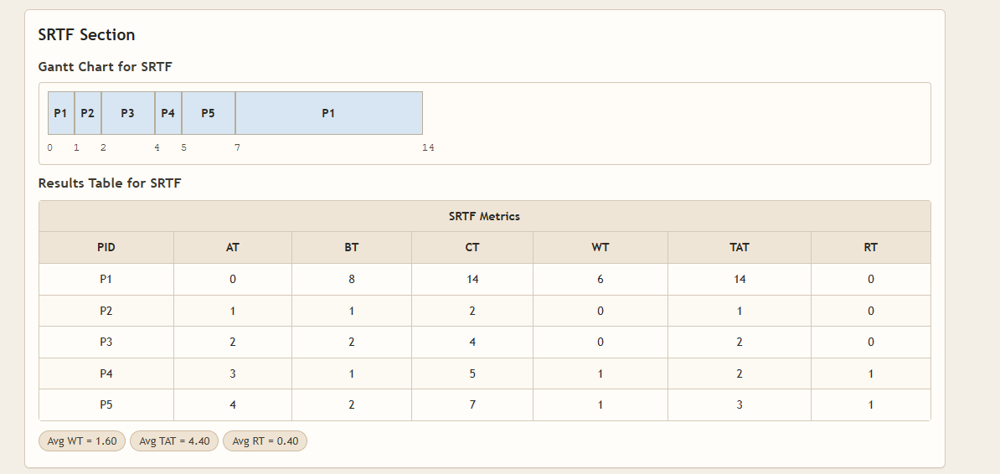 SRTF Section
Gantt Chart for SRTF
P1 P2 P3 P4 P5 P1
0 1 2 4 5 7 14
Results Table for SRTF
SRTF Metrics
PID AT BT CT WT TAT RT
P1 0 8 14 6 14 0
P2 1 1 2 0 1 0
P3 2 2 4 0 2 0
P4 3 1 5 1 2 1
P5 4 2 7 1 3 1
Avg WT = 1.60 Avg TAT = 4.40 Avg RT = 0.40